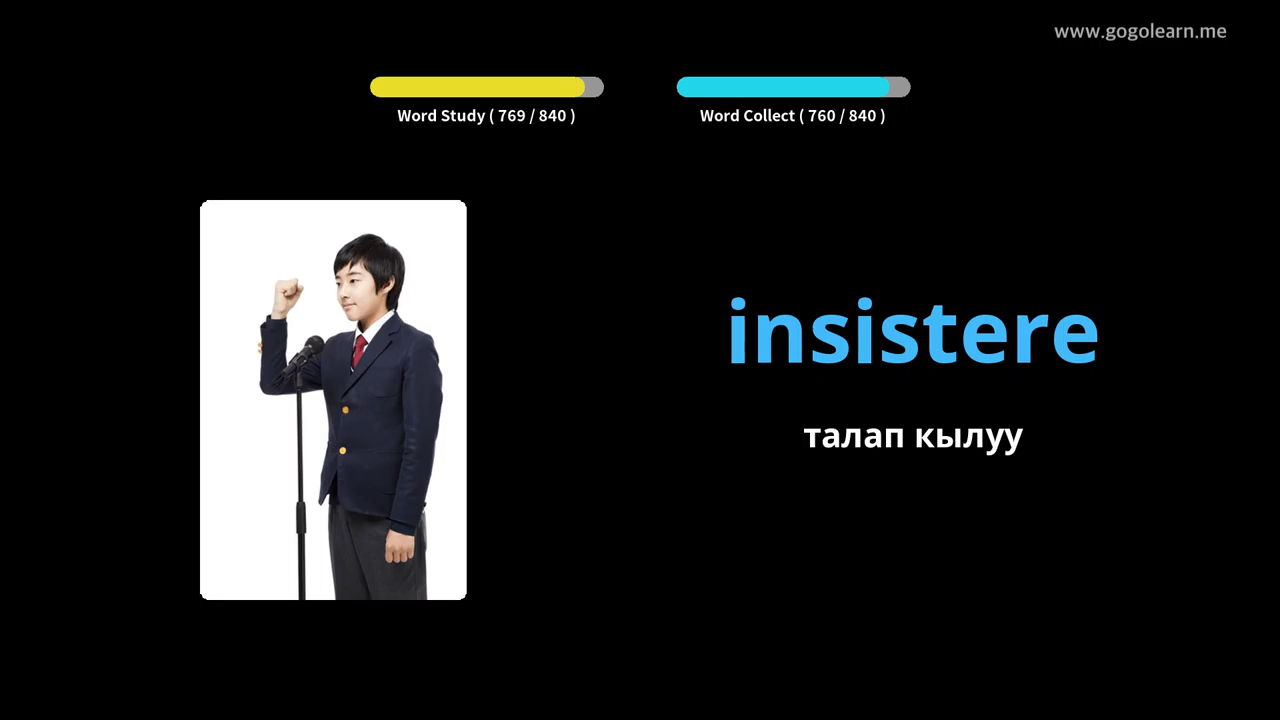 www.gogolearn.me
Word Study ( 769 / 840 )
Word Collect ( 760 / 840 )
insistere
талап кылуу